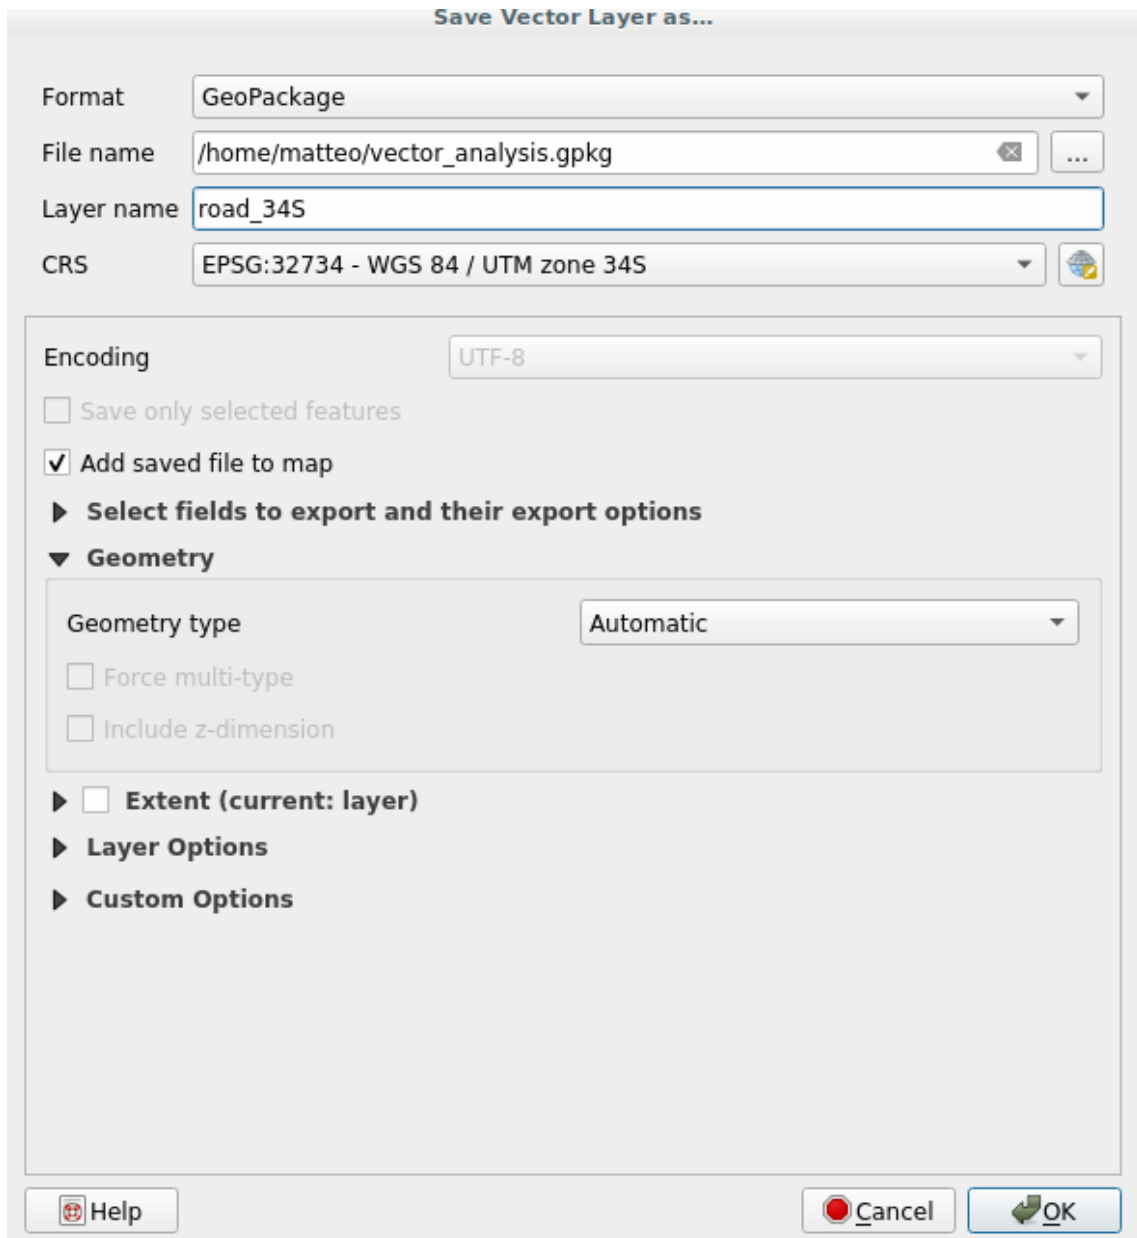 Save Vector Layer as...
Format GeoPackage
File name /home/matteo/vector_analysis.gpkg ...
Layer name road_34S
CRS EPSG:32734 - WGS 84 / UTM zone 34S
Encoding UTF-8
Save only selected features
Add saved file to map
Select fields to export and their export options
Geometry
Geometry type Automatic
Force multi-type
Include z-dimension
Extent (current: layer)
Layer Options
Custom Options
Help Cancel OK